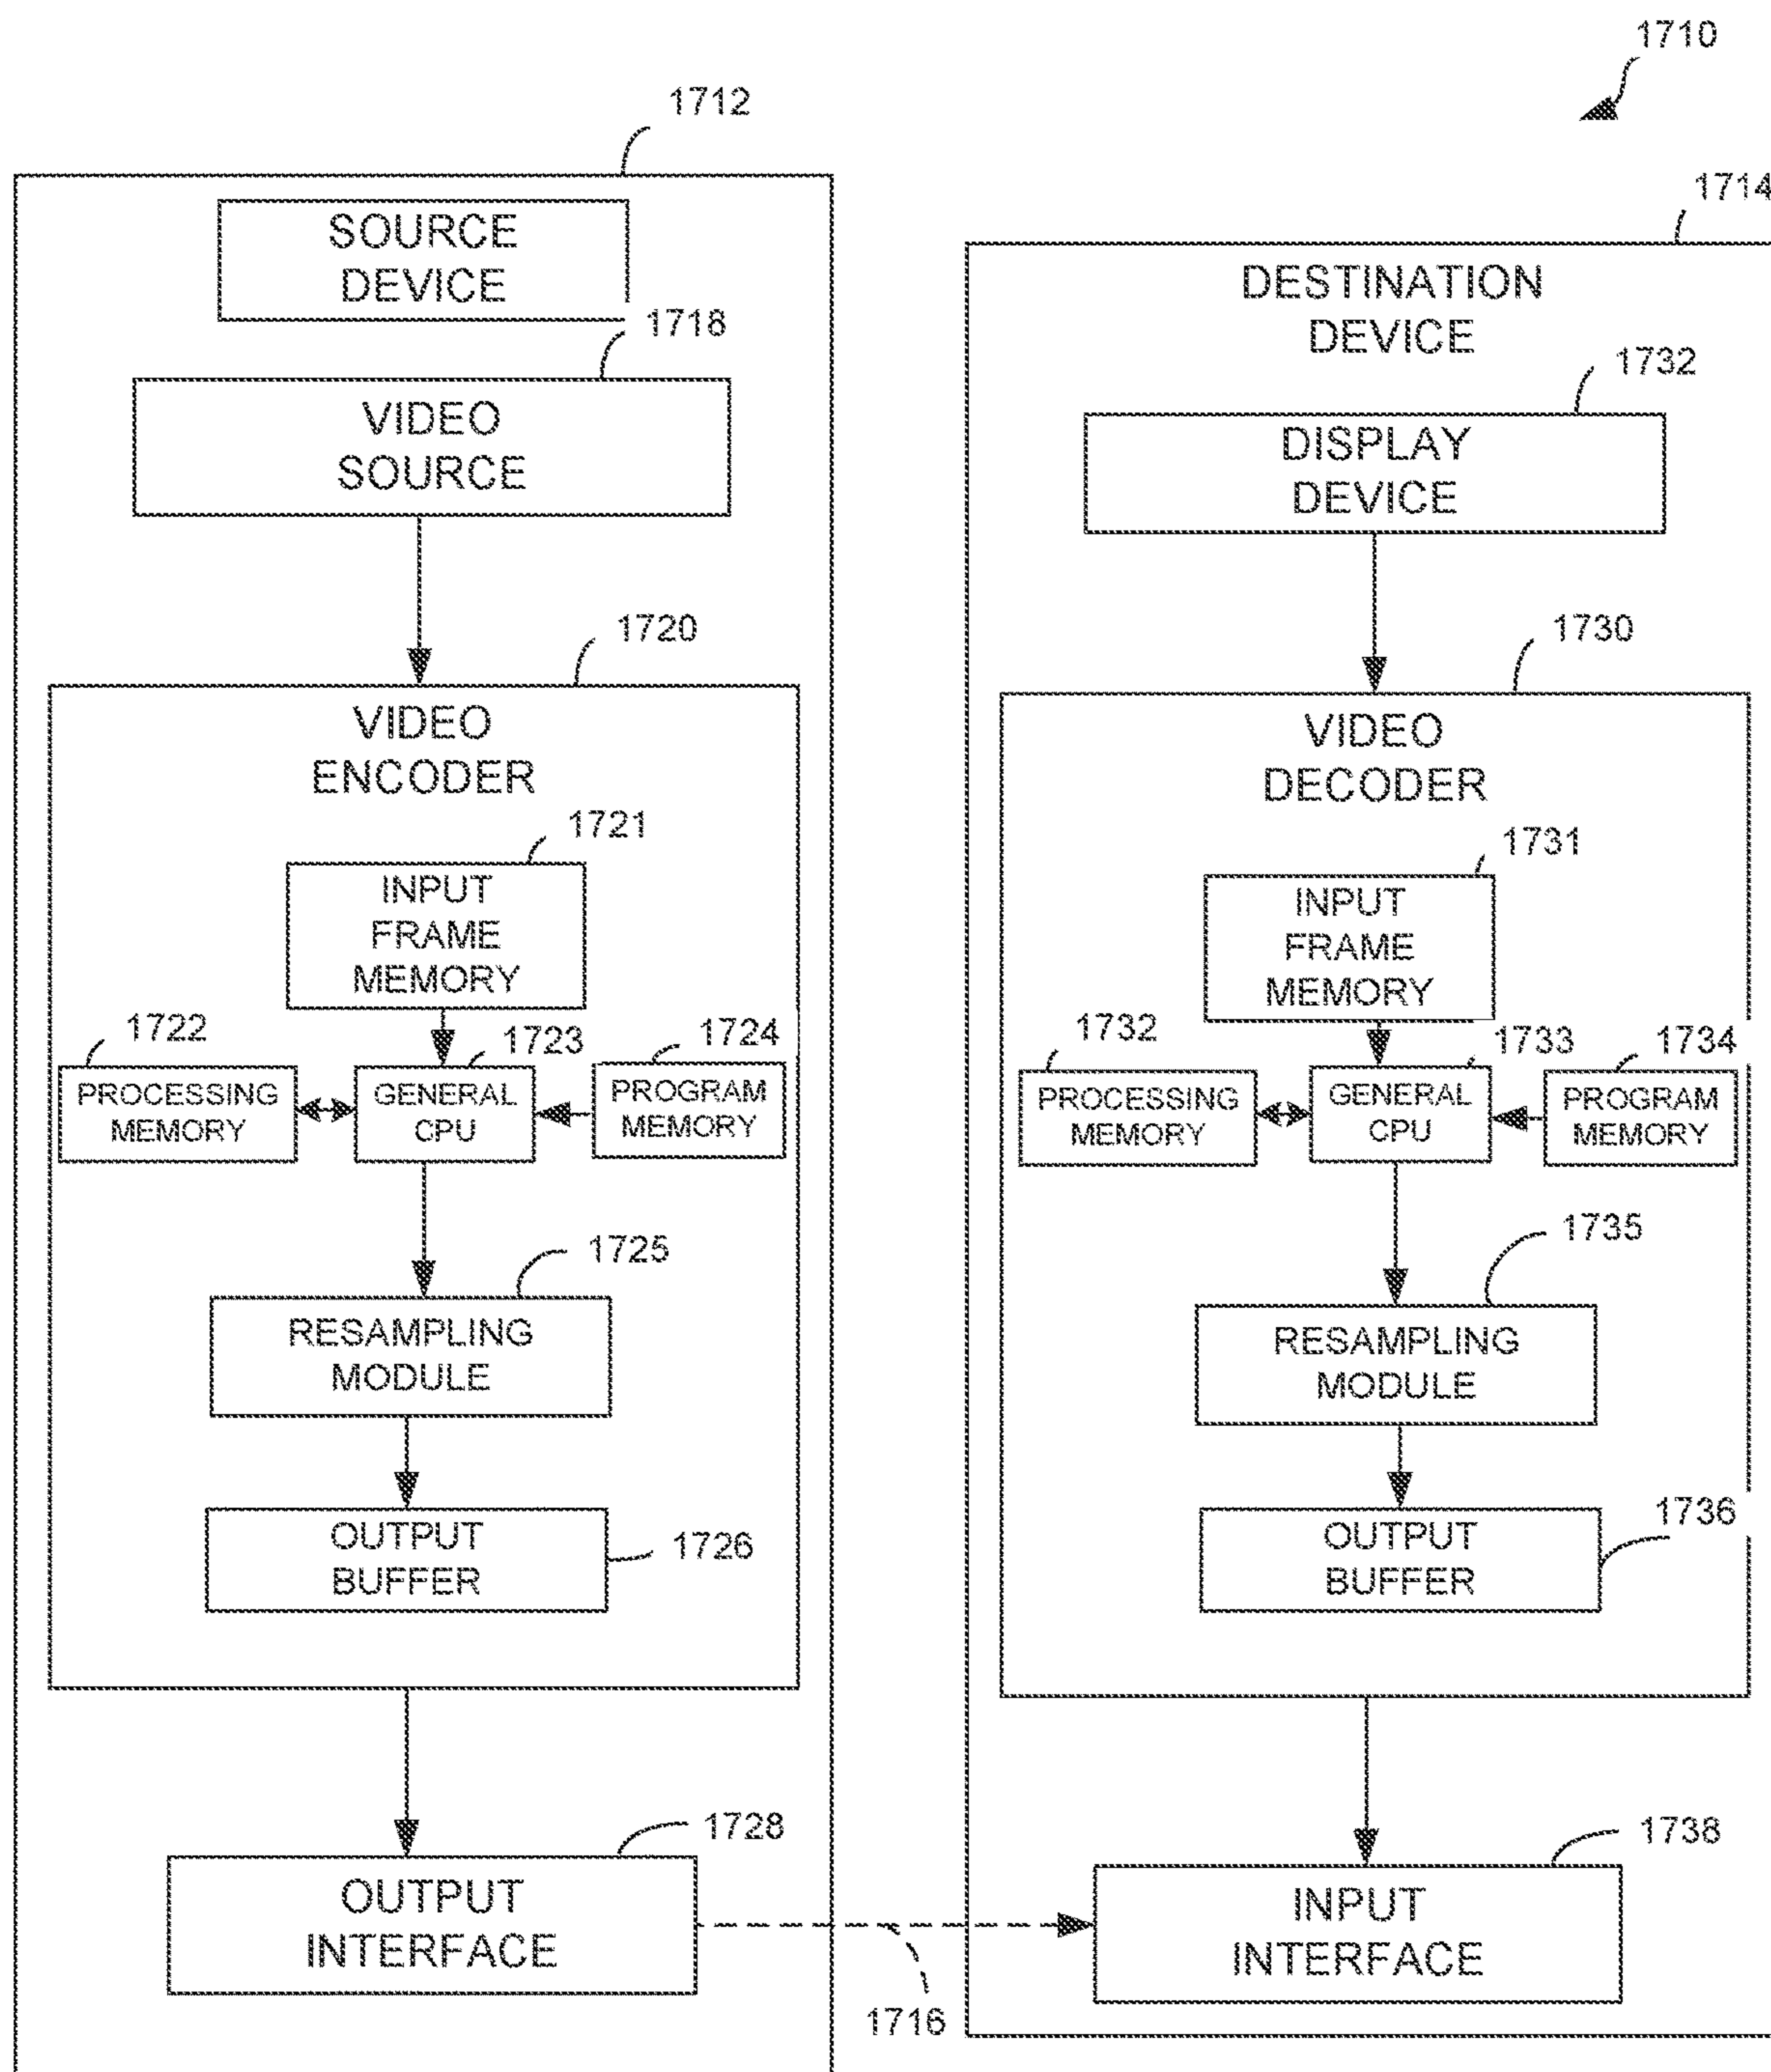 1710
1712
SOURCE
DEVICE
1718
VIDEO
SOURCE
1720
VIDEO
ENCODER
1721
INPUT
FRAME
MEMORY
1722
PROCESSING
MEMORY
1723
GENERAL
CPU
1724
PROGRAM
MEMORY
1725
RESAMPLING
MODULE
OUTPUT
BUFFER
1726
1728
OUTPUT
INTERFACE
1716
1714
DESTINATION
DEVICE
1732
DISPLAY
DEVICE
1730
VIDEO
DECODER
1731
INPUT
FRAME
MEMORY
1732
PROCESSING
MEMORY
1733
GENERAL
CPU
1734
PROGRAM
MEMORY
1735
RESAMPLING
MODULE
1736
OUTPUT
BUFFER
1738
INPUT
INTERFACE